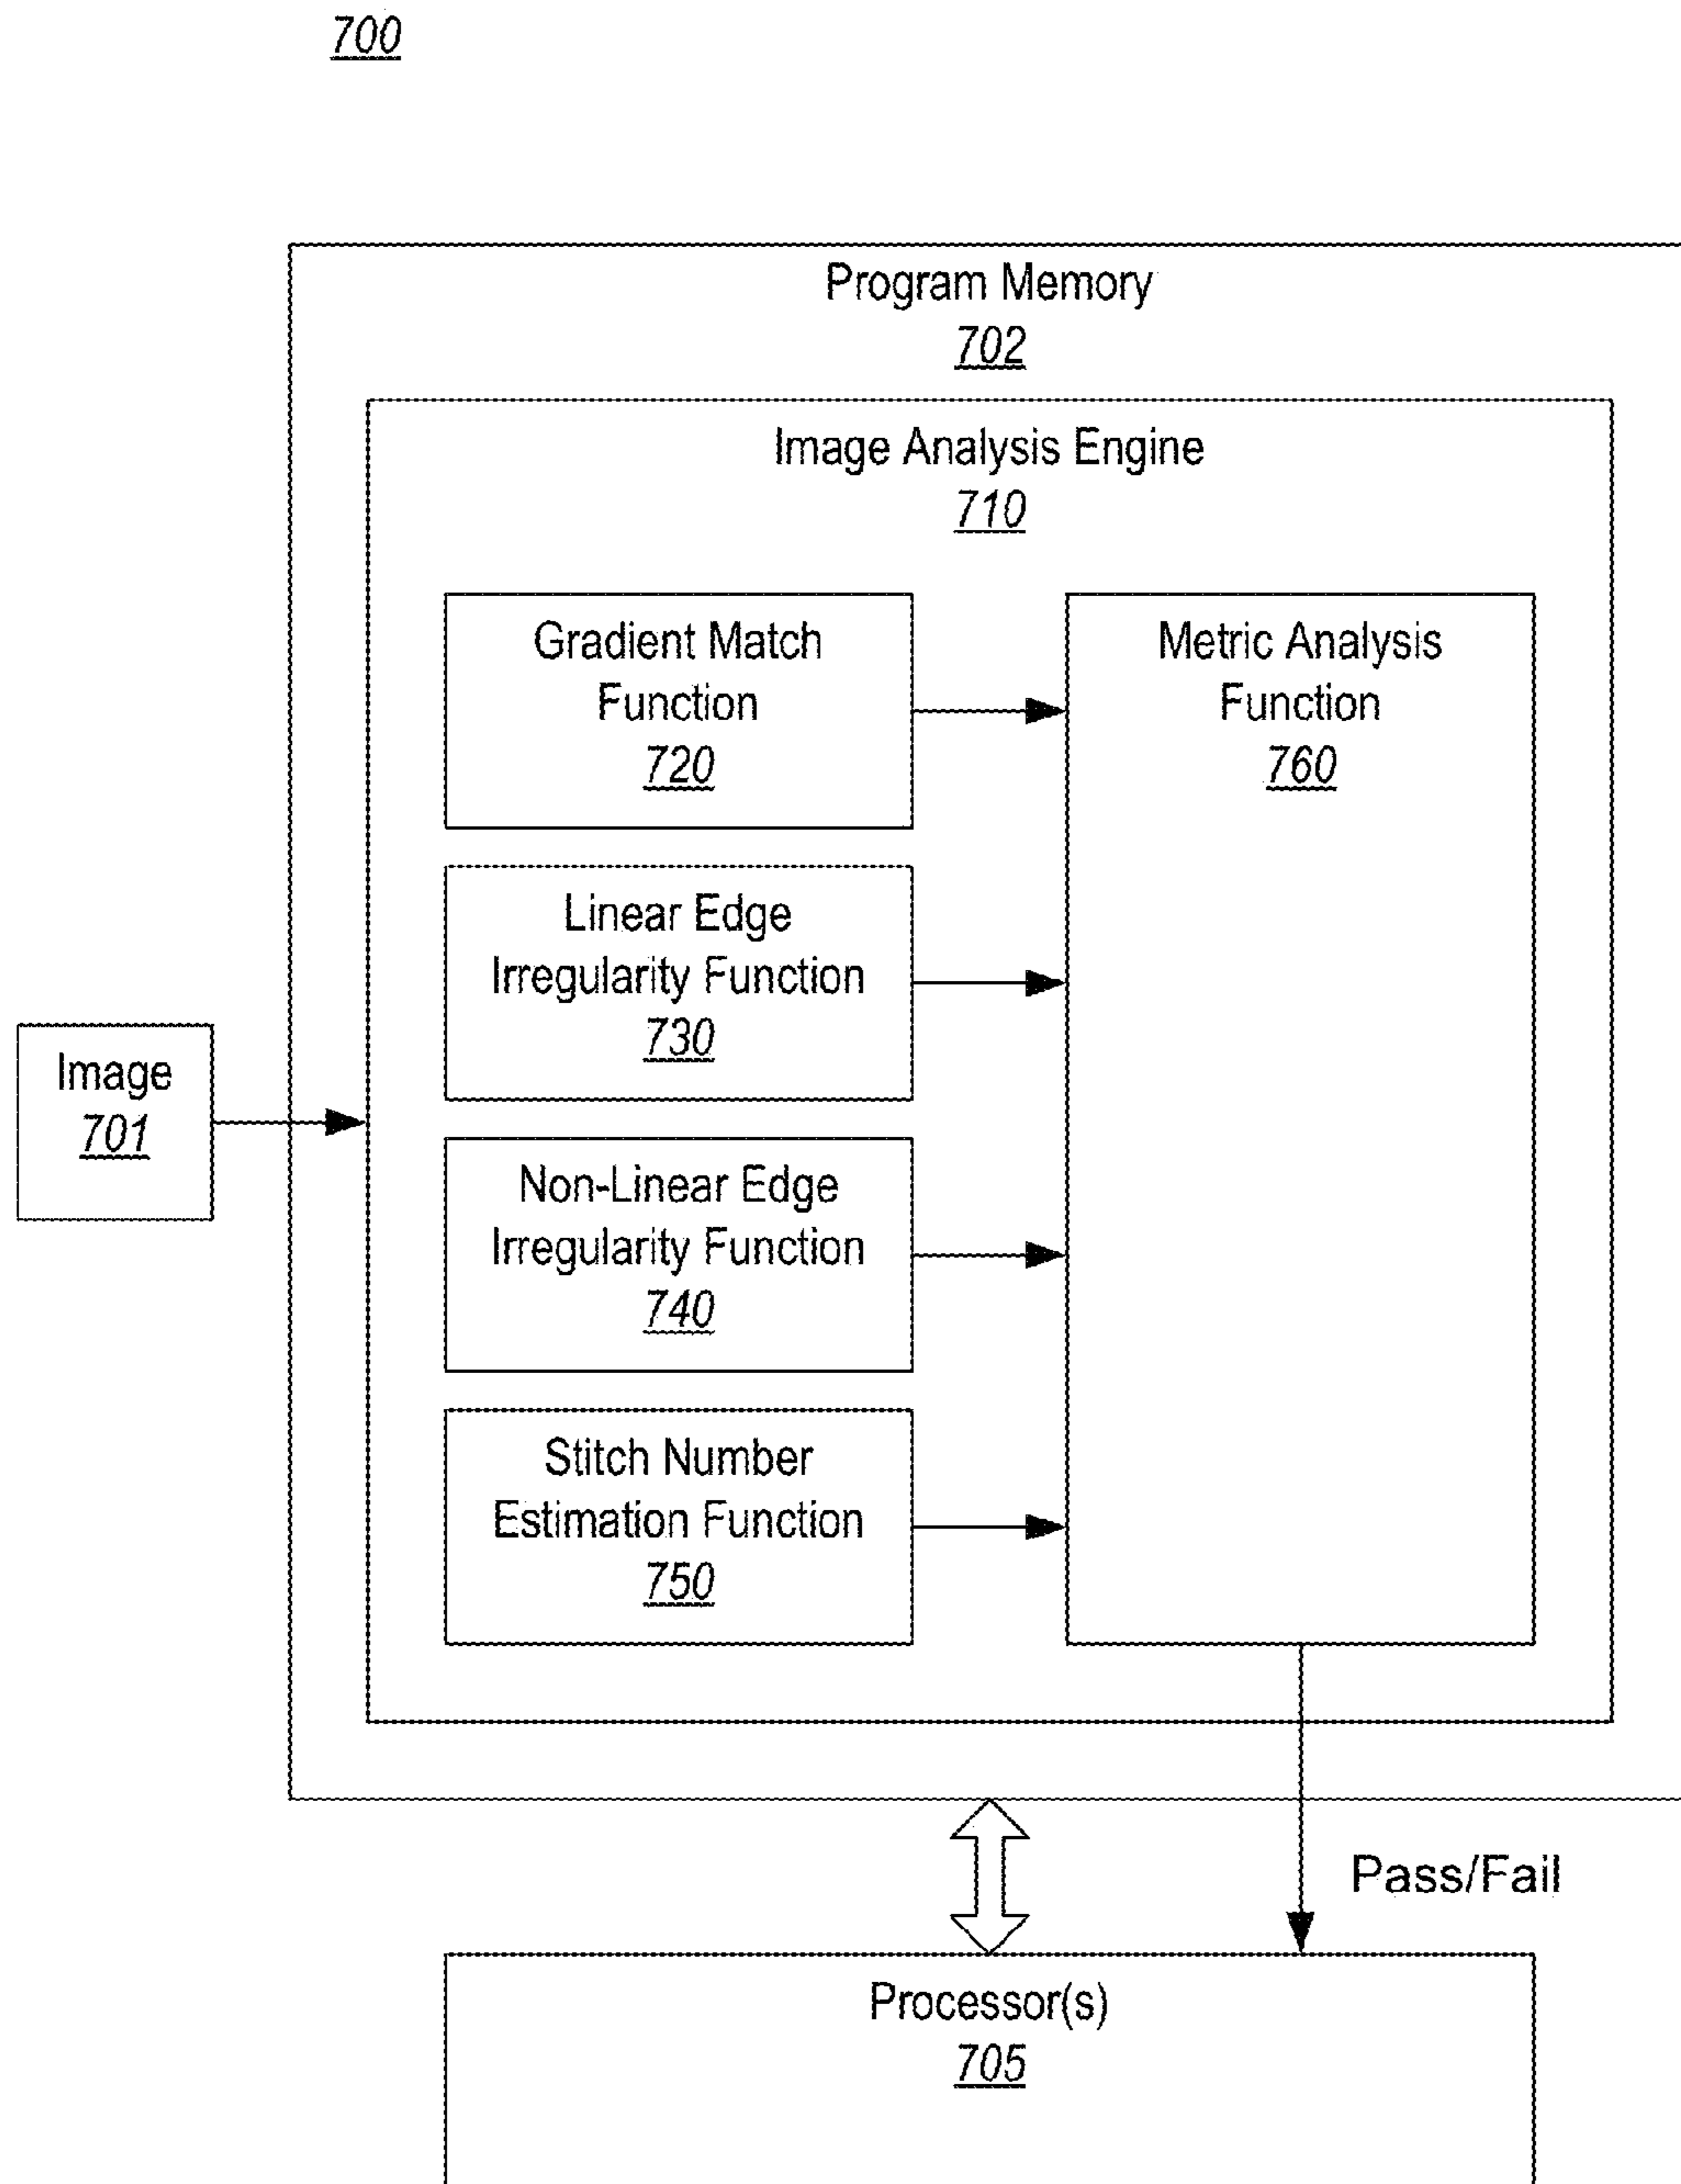 700
Program Memory
702
Image Analysis Engine
710
Gradient Match
Function
720
Metric Analysis
Function
760
Linear Edge
Irregularity Function
730
Image
701
Non-Linear Edge
Irregularity Function
740
Stitch Number
Estimation Function
750
Pass/Fail
Processor(s)
705